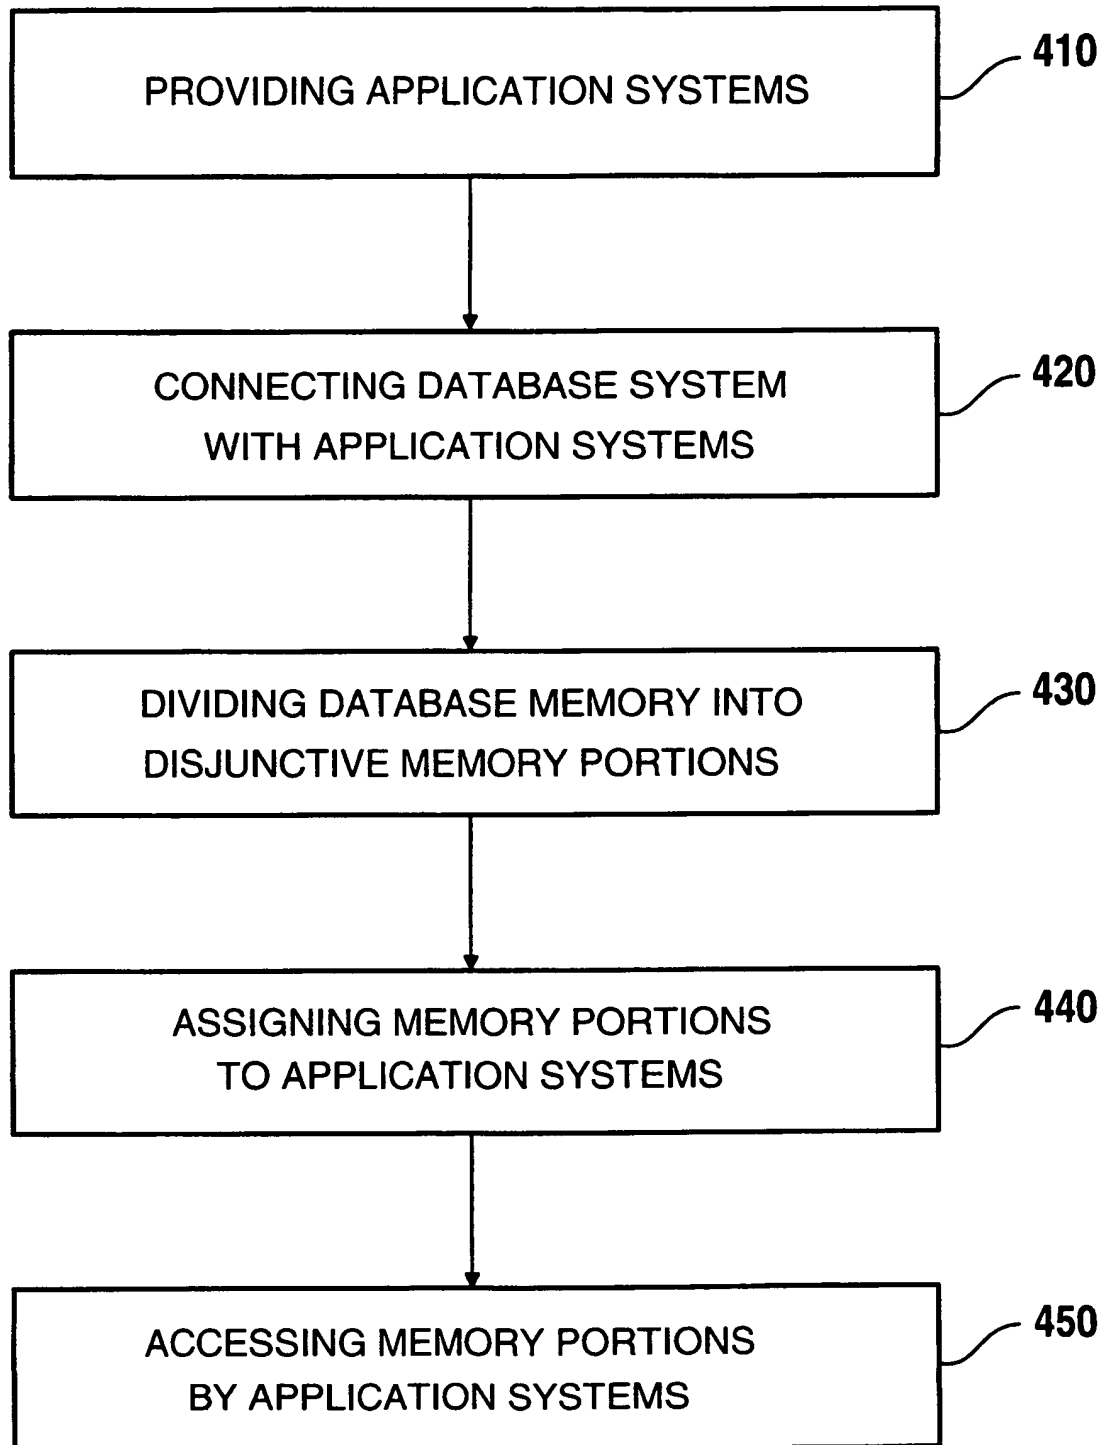 PROVIDING APPLICATION SYSTEMS
410
CONNECTING DATABASE SYSTEM
WITH APPLICATION SYSTEMS
420
DIVIDING DATABASE MEMORY INTO
DISJUNCTIVE MEMORY PORTIONS
430
ASSIGNING MEMORY PORTIONS
TO APPLICATION SYSTEMS
440
ACCESSING MEMORY PORTIONS
BY APPLICATION SYSTEMS
450